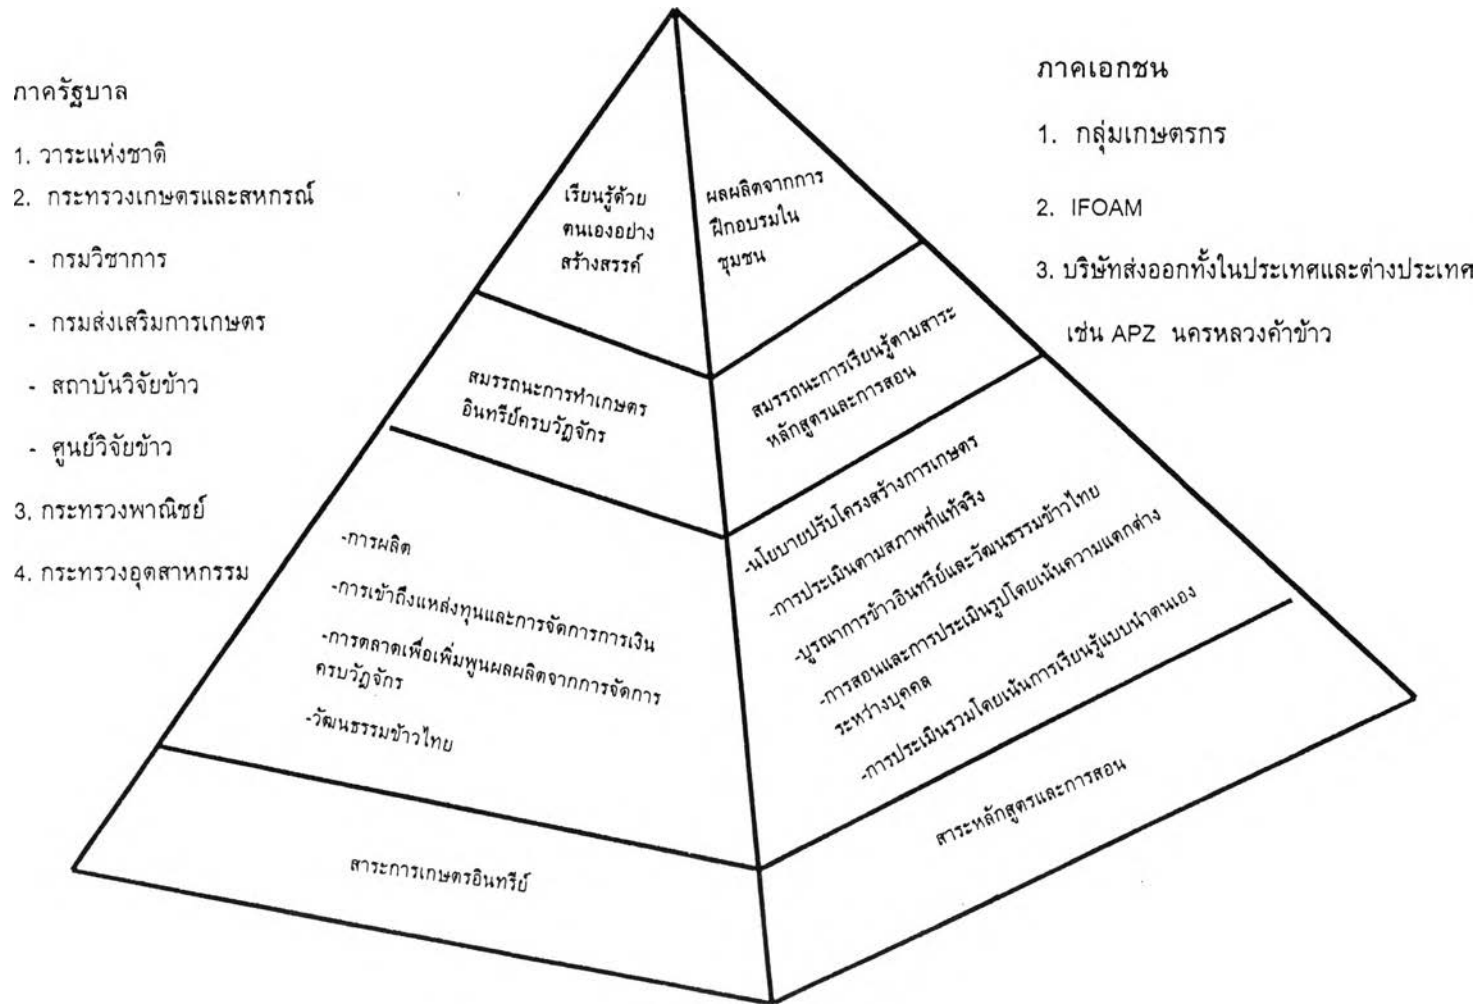 ภาครัฐบาล
1. วาระแห่งชาติ
2. กระทรวงเกษตรและสหกรณ์
- กรมวิชาการ
- กรมส่งเสริมการเกษตร
- สถาบันวิจัยข้าว
- ศูนย์วิจัยข้าว
3. กระทรวงพาณิชย์
4. กระทรวงอุตสาหกรรม
ภาคเอกชน
1. กลุ่มเกษตรกร
2. IFOAM
3. บริษัทส่งออกทั้งในประเทศและต่างประเทศ
เช่น APZ นครหลวงค้าข้าว
เรียนรู้ด้วย
ตนเองอย่าง
สร้างสรรค์
ผลผลิตจากการ
ฝึกอบรมใน
ชุมชน
สมรรถนะการทำเกษตร
อินทรีย์ครบวัฏจักร
สมรรถนะการเรียนรู้ตามสาระ
หลักสูตรและการสอน
-การผลิต
-การเข้าถึงแหล่งทุนและการจัดการการเงิน
-การตลาดเพื่อเพิ่มพูนผลผลิตจากการจัดการ
ครบวัฏจักร
-วัฒนธรรมข้าวไทย
-นโยบายปรับโครงสร้างการเกษตร
-การประเมินตามสภาพที่แท้จริง
-บูรณาการข้าวอินทรีย์และวัฒนธรรมข้าวไทย
-การสอนและการประเมินรูปโดยเน้นความแตกต่าง
ระหว่างบุคคล
-การประเมินรวมโดยเน้นการเรียนรู้แบบนำตนเอง
สาระการเกษตรอินทรีย์
สาระหลักสูตรและการสอน